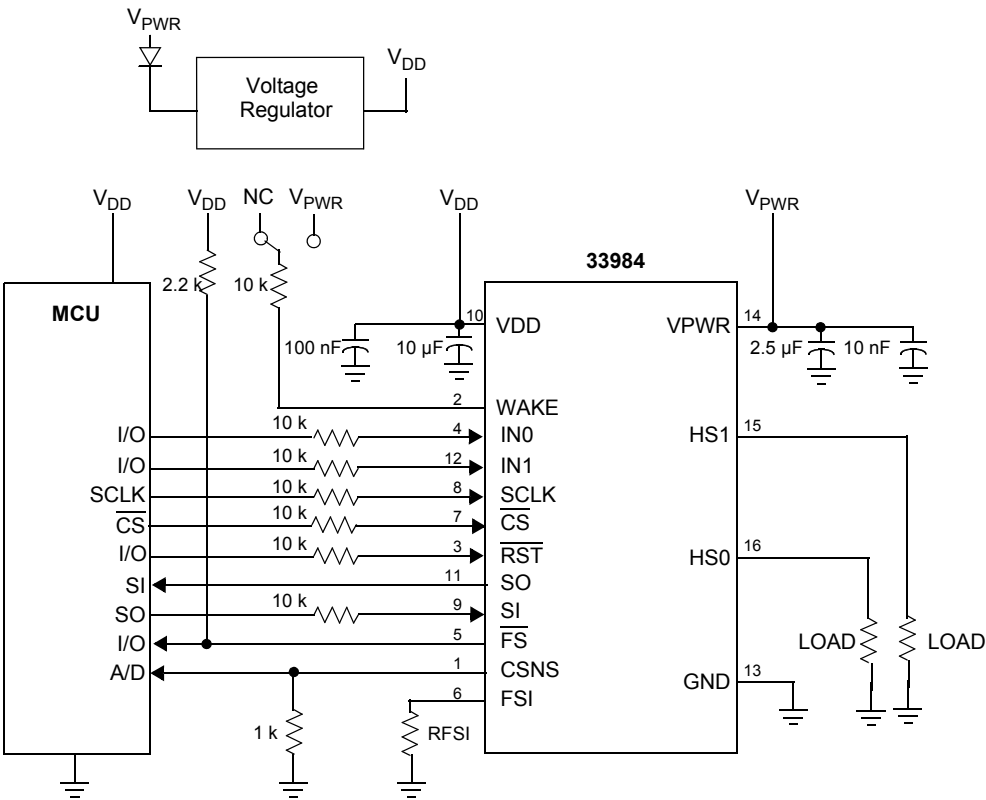 VPWR
VDD
Voltage
Regulator
VDD
VDD
NC
VPWR
VDD
VPWR
33984
2.2 k
10 k
MCU
10
VDD
VPWR
14
100 nF
10 µF
2.5 µF
10 nF
2
WAKE
I/O
10 k
4
IN0
HS1
15
I/O
10 k
12
IN1
SCLK
10 k
8
SCLK
CS
10 k
7
CS
I/O
10 k
3
RST
HS0
16
SI
11
SO
SO
10 k
9
SI
I/O
5
FS
LOAD
LOAD
A/D
1
CSNS
GND
13
6
FSI
1 k
RFSI